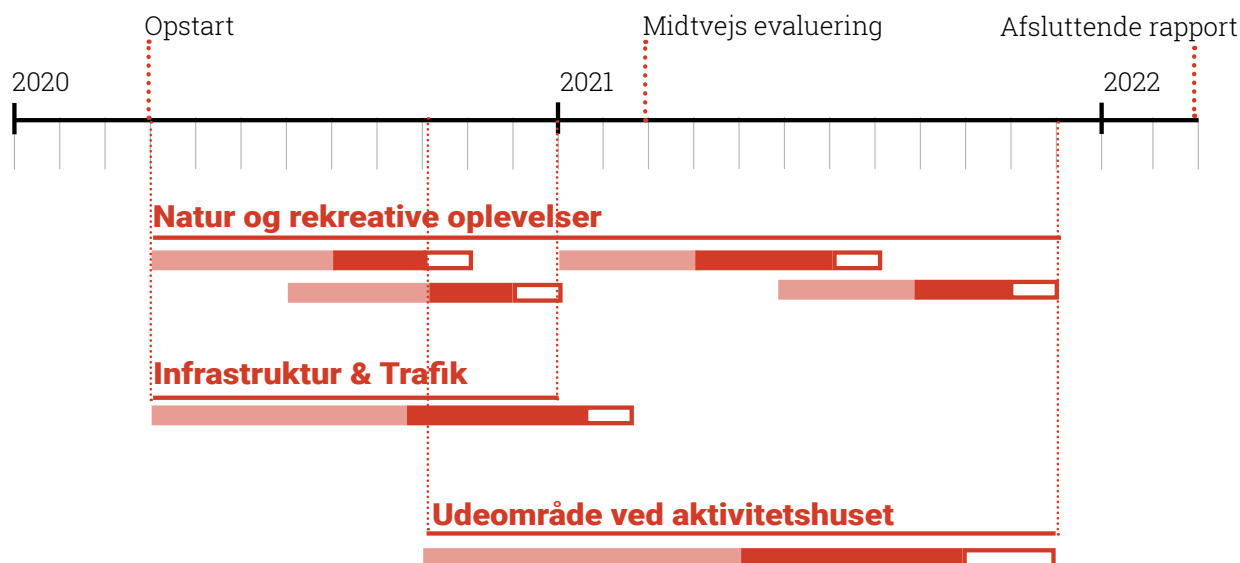 Opstart
Midtvejs evaluering
Afsluttende rapport
2020
2021
2022
Natur og rekreative oplevelser
Infrastruktur & Trafik
Udeområde ved aktivitetshuset